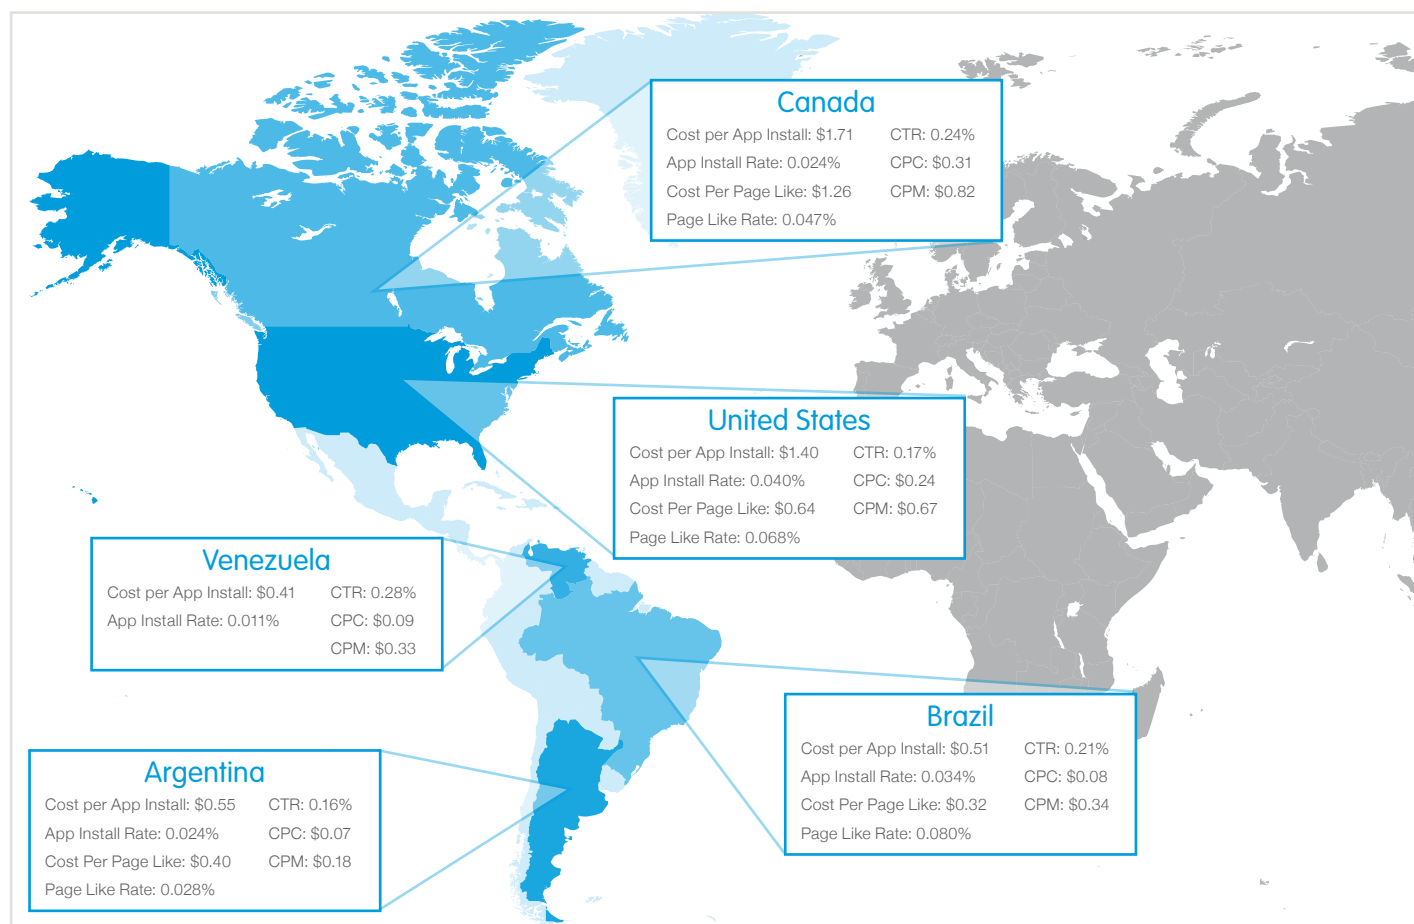 Canada
Cost per App Install: $1.71 CTR: 0.24%
App Install Rate: 0.024% CPC: $0.31
Cost Per Page Like: $1.26 CPM: $0.82
Page Like Rate: 0.047%
United States
Cost per App Install: $1.40 CTR: 0.17%
App Install Rate: 0.040% CPC: $0.24
Cost Per Page Like: $0.64 CPM: $0.67
Page Like Rate: 0.068%
Venezuela
Cost per App Install: $0.41 CTR: 0.28%
App Install Rate: 0.011% CPC: $0.09
CPM: $0.33
Brazil
Cost per App Install: $0.51 CTR: 0.21%
App Install Rate: 0.034% CPC: $0.08
Cost Per Page Like: $0.32 CPM: $0.34
Page Like Rate: 0.080%
Argentina
Cost per App Install: $0.55 CTR: 0.16%
App Install Rate: 0.024% CPC: $0.07
Cost Per Page Like: $0.40 CPM: $0.18
Page Like Rate: 0.028%